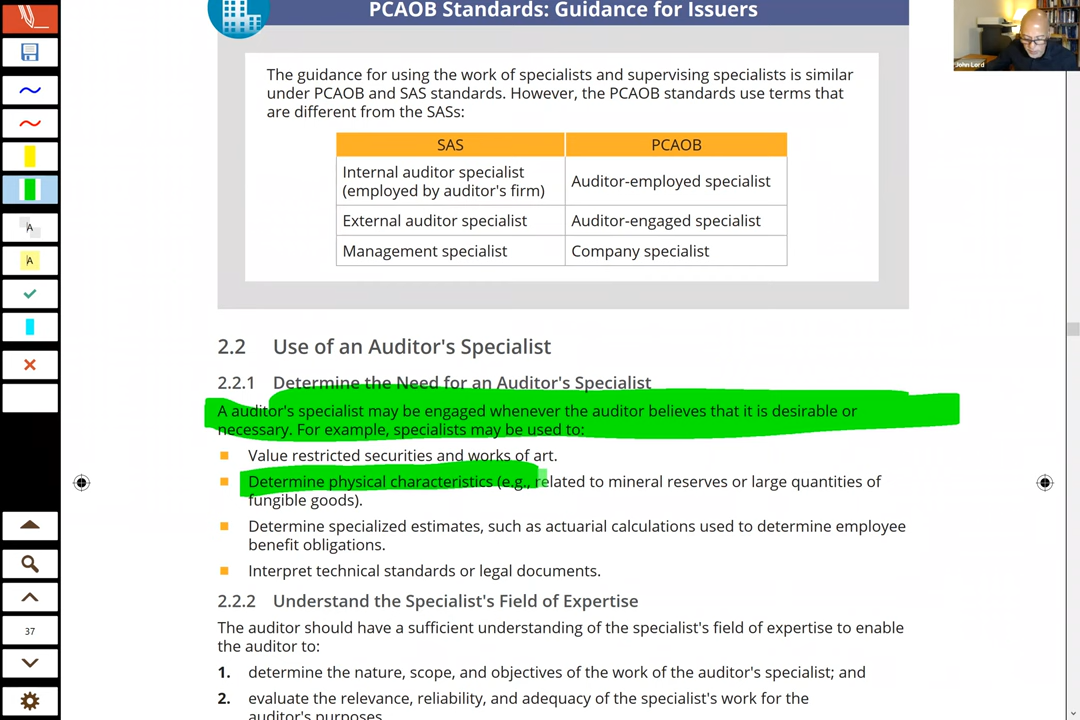 PCAOB Standards: Guidance for Issuers
John Lord
The guidance for using the work of specialists and supervising specialists is similar
under PCAOB and SAS standards. However, the PCAOB standards use terms that
are different from the SASs:
SAS
PCAOB
Internal auditor specialist
(employed by auditor's firm)
Auditor-employed specialist
External auditor specialist
Auditor-engaged specialist
Management specialist
Company specialist
2.2 Use of an Auditor's Specialist
2.2.1 Determine the Need for an Auditor's Specialist
A auditor's specialist may be engaged whenever the auditor believes that it is desirable or
necessary. For example, specialists may be used to:
Value restricted securities and works of art.
Determine physical characteristics (e.g., related to mineral reserves or large quantities of
fungible goods).
Determine specialized estimates, such as actuarial calculations used to determine employee
benefit obligations.
Interpret technical standards or legal documents.
2.2.2 Understand the Specialist's Field of Expertise
The auditor should have a sufficient understanding of the specialist's field of expertise to enable
the auditor to:
1. determine the nature, scope, and objectives of the work of the auditor's specialist; and
2. evaluate the relevance, reliability, and adequacy of the specialist's work for the
auditor's purposes.
A
A
37